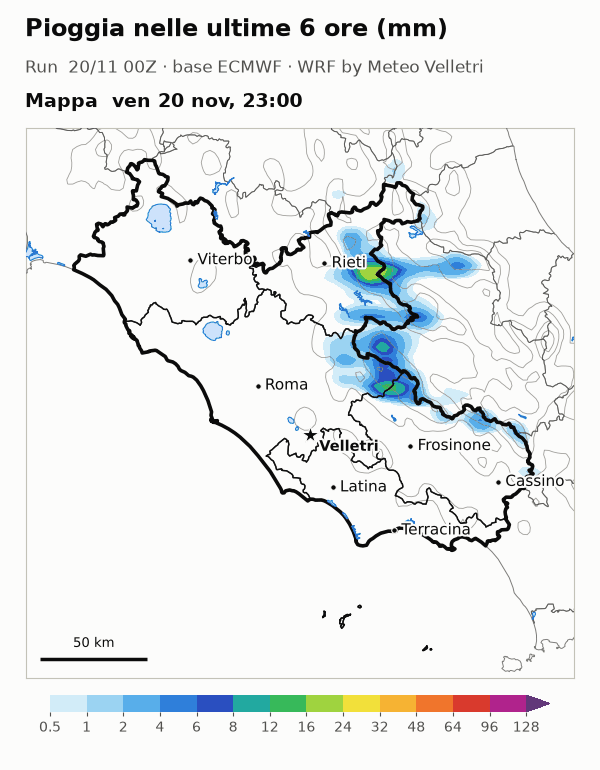 Pioggia nelle ultime 6 ore (mm)
Run  20/11 00Z · base ECMWF · WRF by Meteo Velletri
Mappa  ven 20 nov, 23:00
Viterbo
Rieti
Roma
Velletri
Frosinone
Latina
Cassino
Terracina
50 km
0.5 1 2 4 6 8 12 16 24 32 48 64 96 128